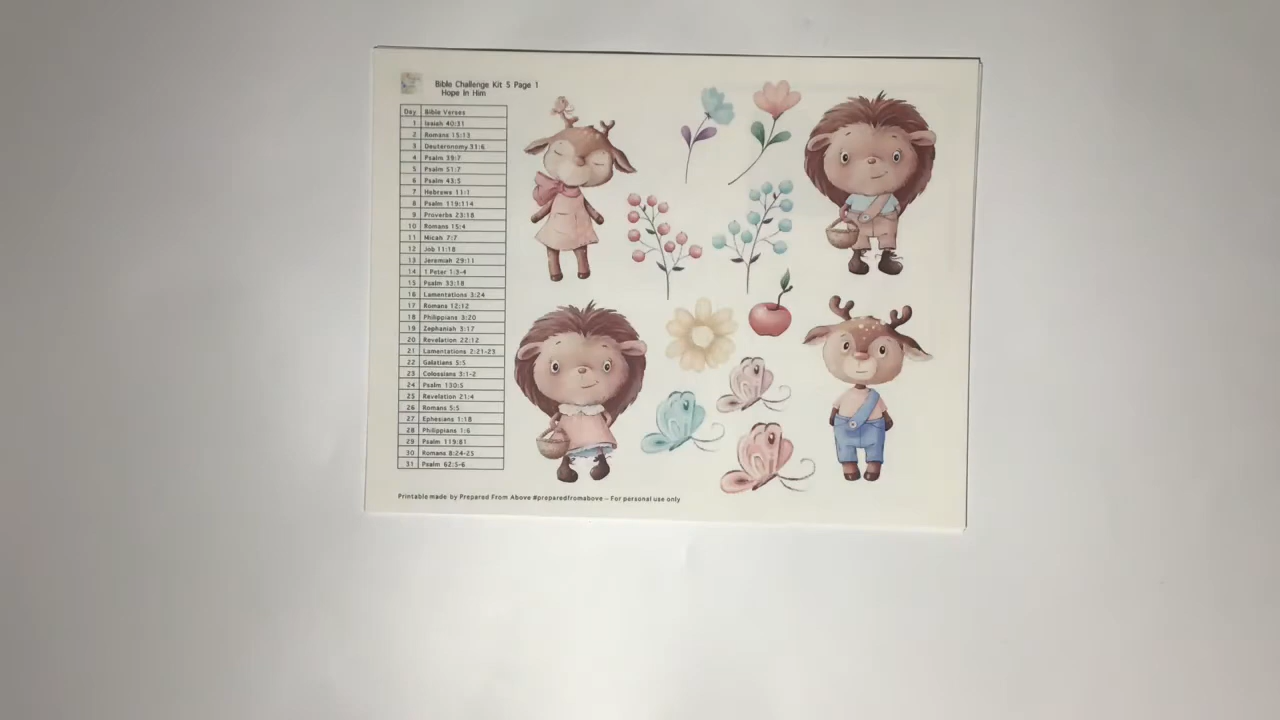 Bible Challenge Kit 5 Page 1
Hope In Him
Day Bible Verses
1 Isaiah 40:31
2 Romans 15:13
3 Deuteronomy 31:6
4 Psalm 39:7
5 Psalm 51:7
6 Psalm 43:5
7 Hebrews 11:1
8 Psalm 119:114
9 Proverbs 23:18
10 Romans 15:4
11 Micah 7:7
12 Job 11:18
13 Jeremiah 29:11
14 1 Peter 1:3-4
15 Psalm 33:18
16 Lamentations 3:24
17 Romans 12:12
18 Philippians 3:20
19 Zephaniah 3:17
20 Revelation 22:12
21 Lamentations 2:21-23
22 Galatians 5:5
23 Colossians 3:1-2
24 Psalm 130:5
25 Revelation 21:4
26 Romans 5:5
27 Ephesians 1:18
28 Philippians 1:6
29 Psalm 119:81
30 Romans 8:24-25
31 Psalm 62:5-6
Printable made by Prepared From Above #preparedfromabove – For personal use only